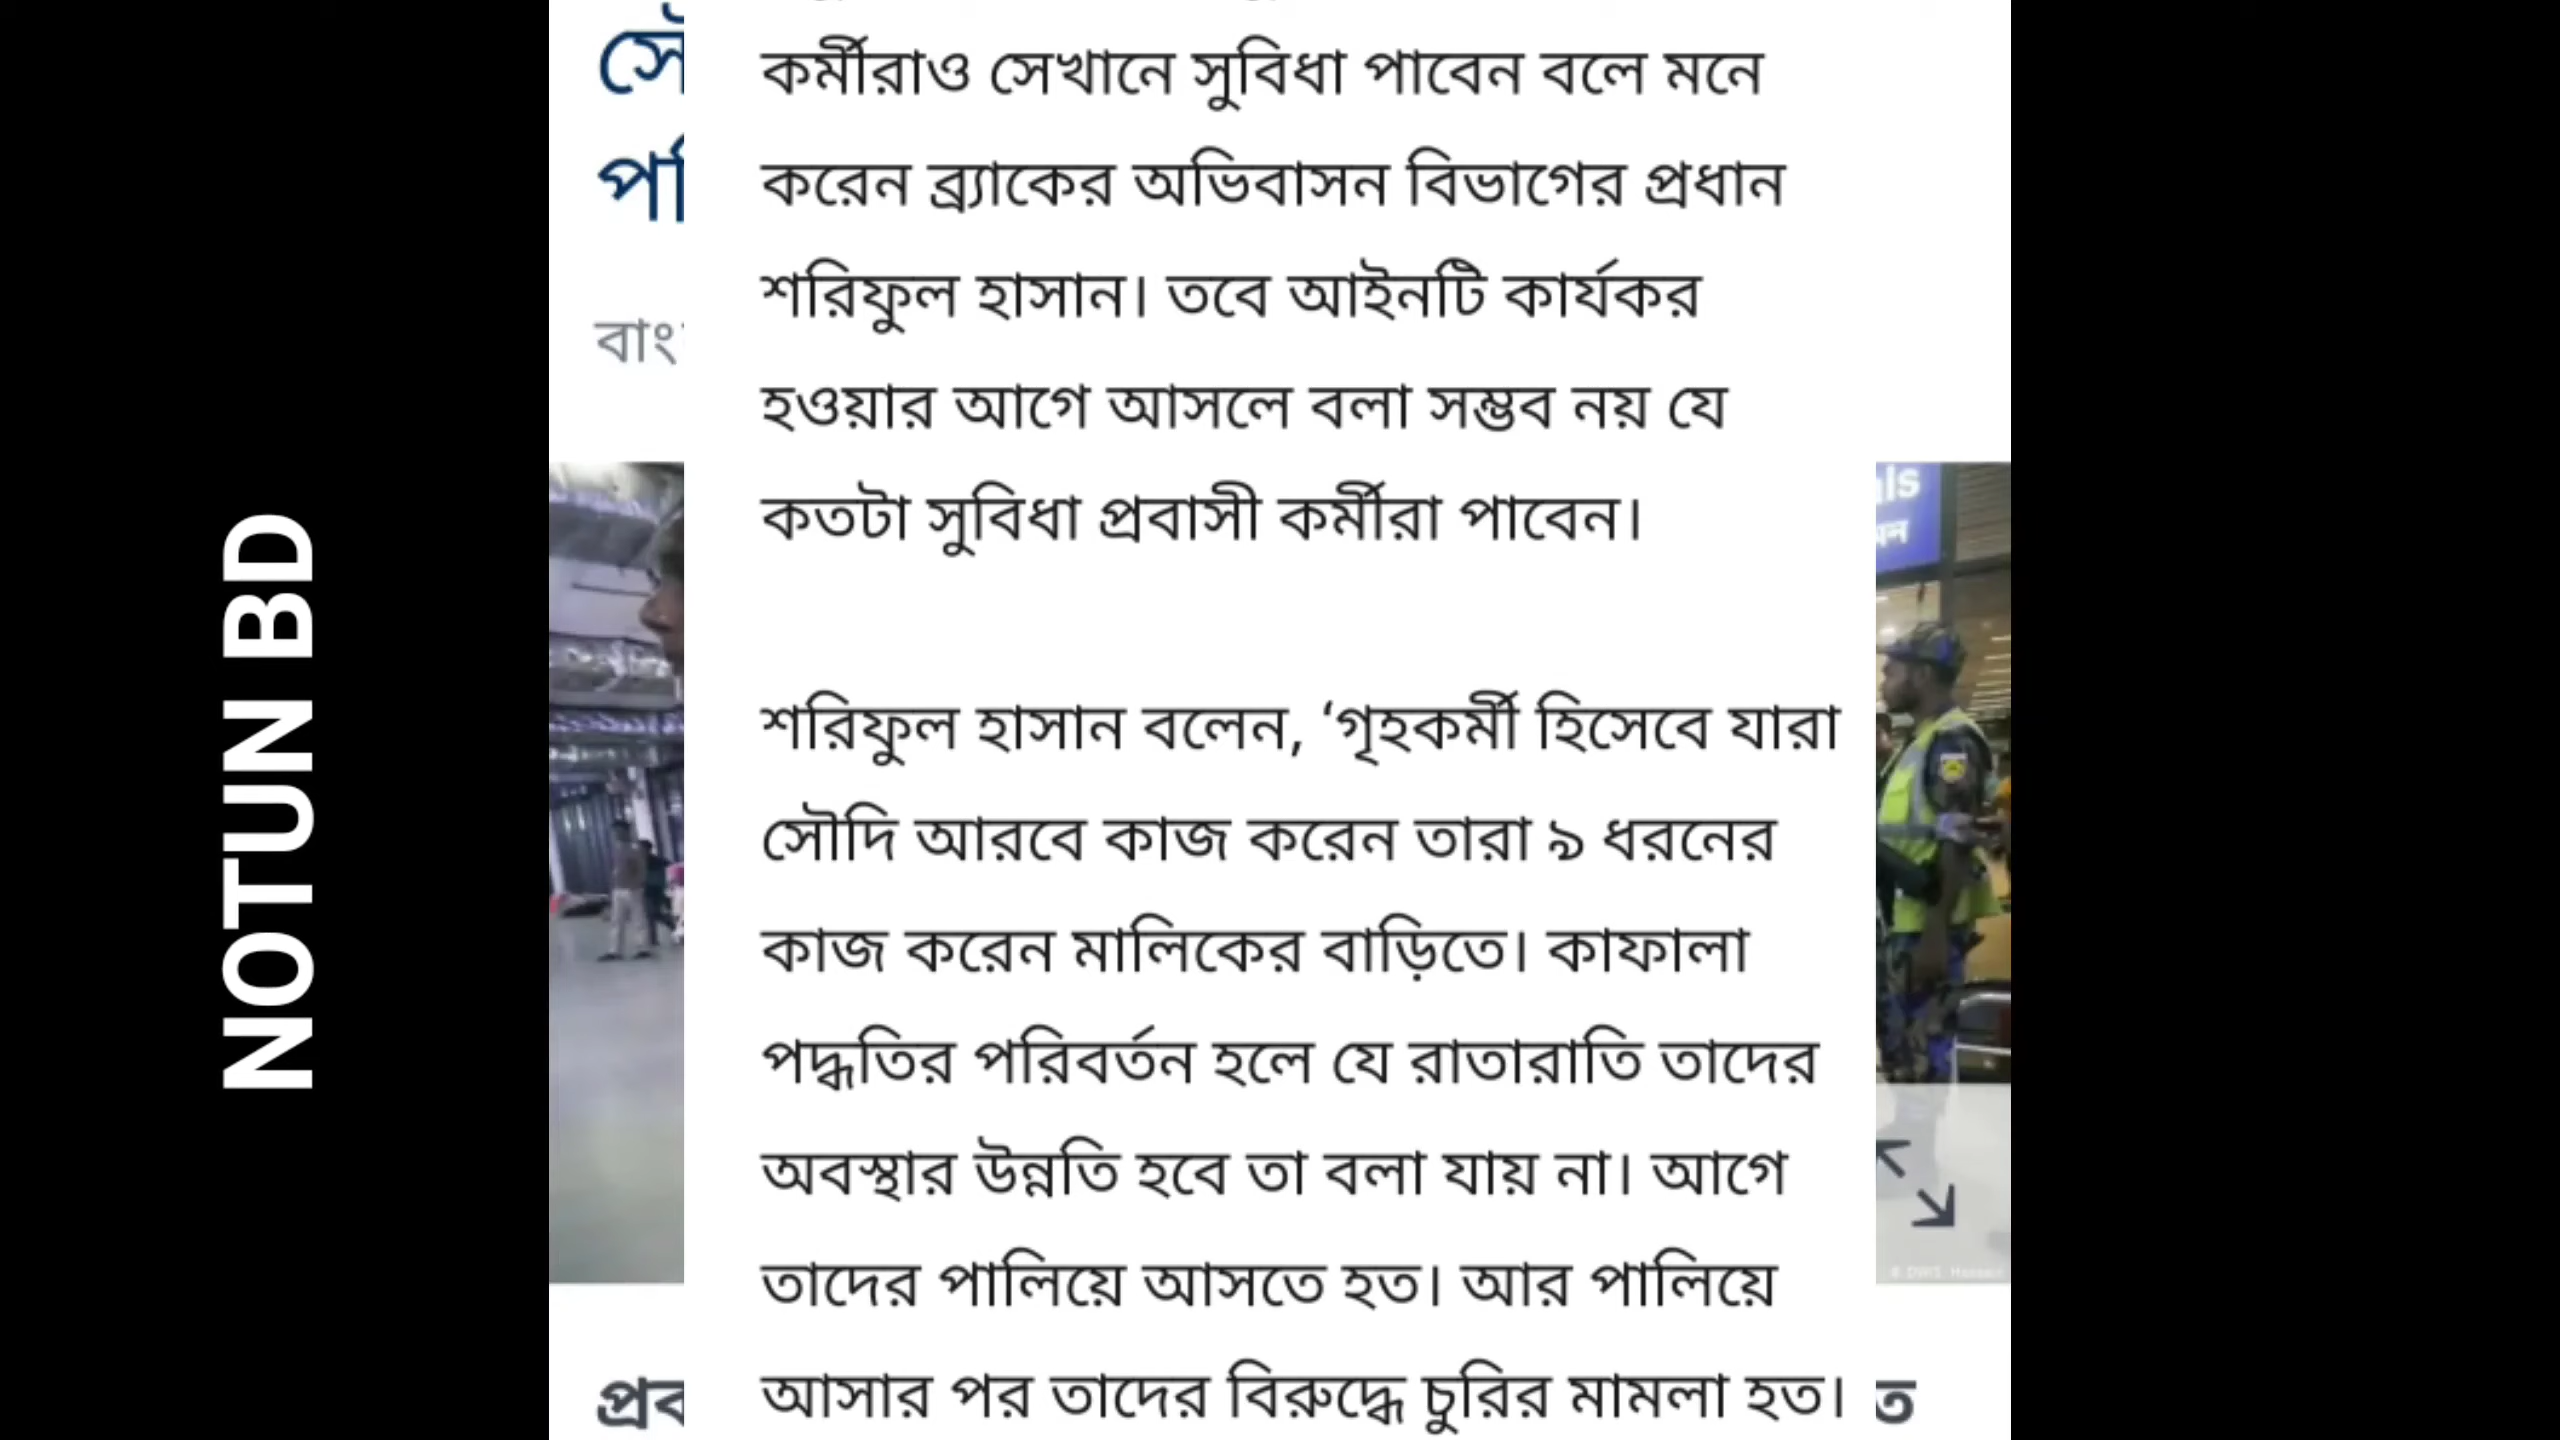 NOTUN BD
কর্মীরাও সেখানে সুবিধা পাবেন বলে মনে
করেন ব্র্যাকের অভিবাসন বিভাগের প্রধান
শরিফুল হাসান। তবে আইনটি কার্যকর
হওয়ার আগে আসলে বলা সম্ভব নয় যে
কতটা সুবিধা প্রবাসী কর্মীরা পাবেন।
শরিফুল হাসান বলেন, ‘গৃহকর্মী হিসেবে যারা
সৌদি আরবে কাজ করেন তারা ৯ ধরনের
কাজ করেন মালিকের বাড়িতে। কাফালা
পদ্ধতির পরিবর্তন হলে যে রাতারাতি তাদের
অবস্থার উন্নতি হবে তা বলা যায় না। আগে
তাদের পালিয়ে আসতে হত। আর পালিয়ে
আসার পর তাদের বিরুদ্ধে চুরির মামলা হত।